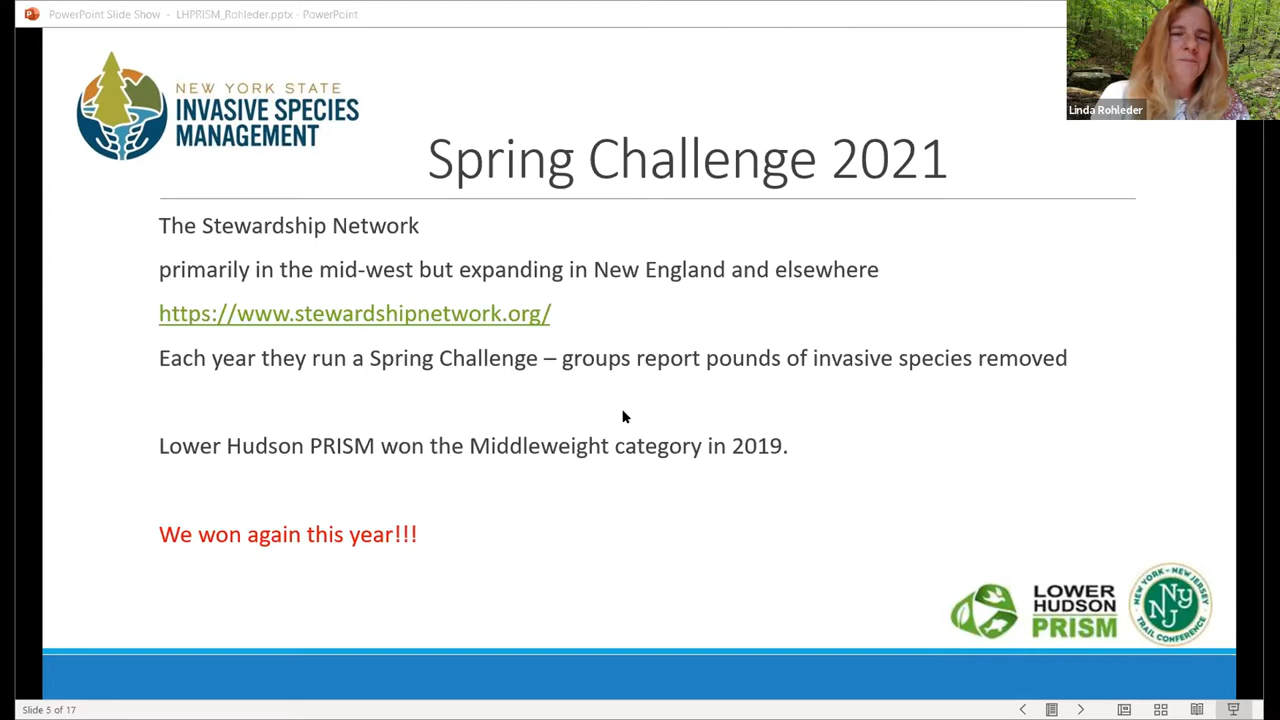 PowerPoint Slide Show - LHPRISM_Rohleder.pptx - PowerPoint
Linda Rohleder
NEW YORK STATE
INVASIVE SPECIES
MANAGEMENT
Spring Challenge 2021
The Stewardship Network
primarily in the mid-west but expanding in New England and elsewhere
https://www.stewardshipnetwork.org/
Each year they run a Spring Challenge – groups report pounds of invasive species removed
Lower Hudson PRISM won the Middleweight category in 2019.
We won again this year!!!
LOWER
HUDSON
PRISM
NEW YORK - NEW JERSEY
NY
NJ
TRAIL CONFERENCE
Slide 5 of 17